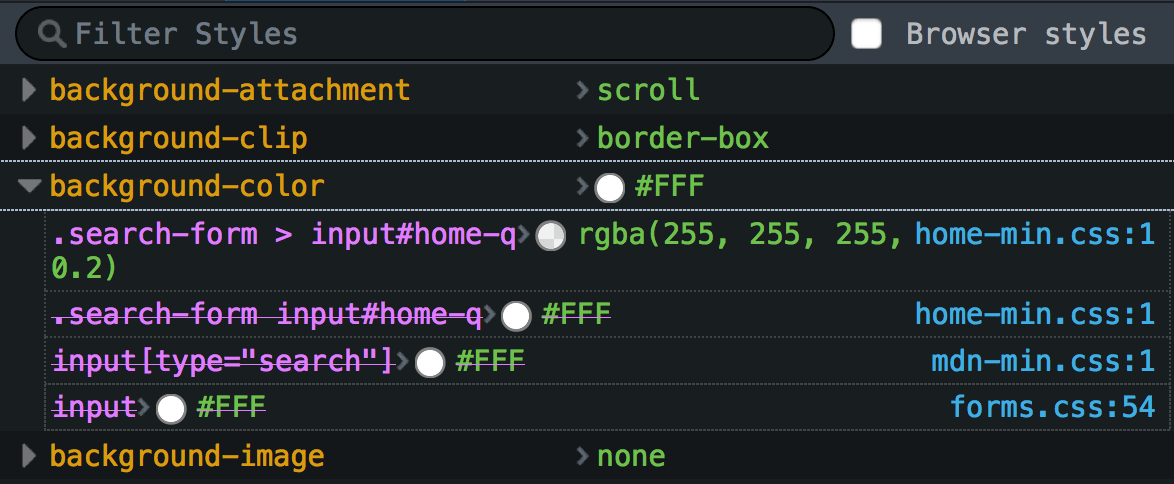 Filter Styles Browser styles
background-attachment scroll
background-clip border-box
background-color #FFF
.search-form > input#home-q rgba(255, 255, 255, home-min.css:1
0.2)
.search-form input#home-q #FFF home-min.css:1
input[type="search"] #FFF mdn-min.css:1
input #FFF forms.css:54
background-image none